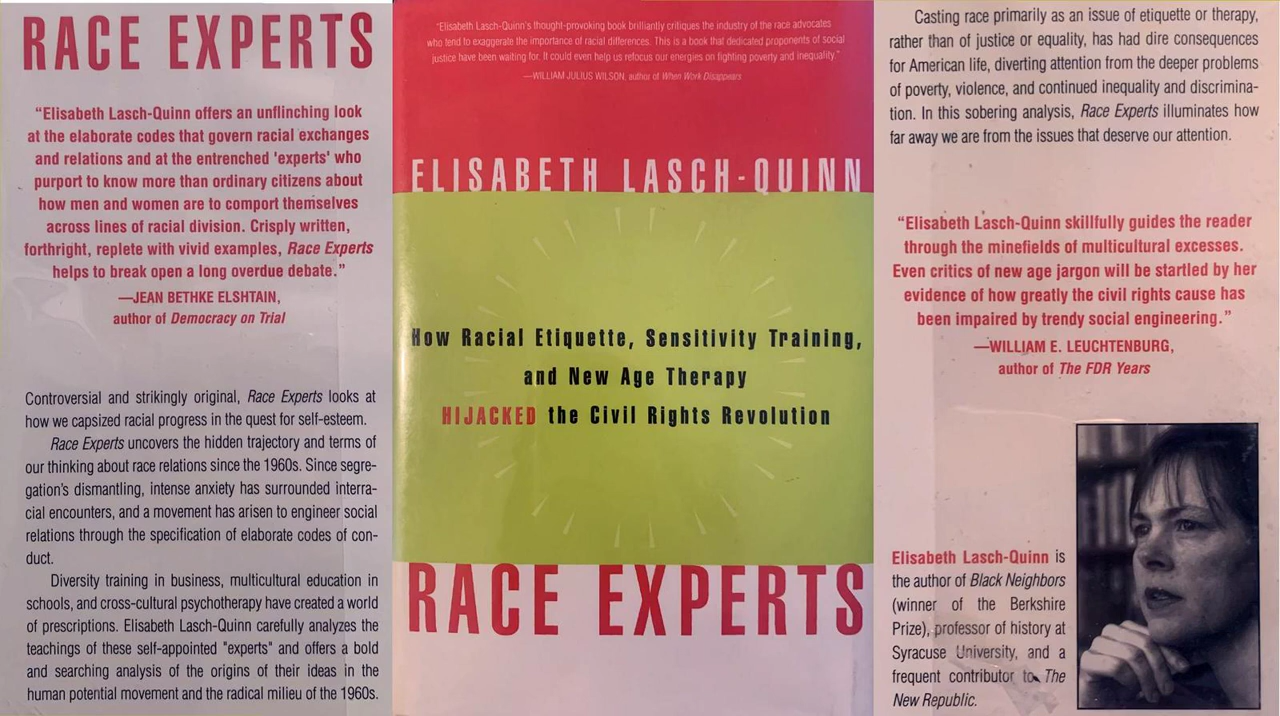 RACE EXPERTS
“Elisabeth Lasch-Quinn offers an unflinching look
at the elaborate codes that govern racial exchanges
and relations and at the entrenched 'experts' who
purport to know more than ordinary citizens about
how men and women are to comport themselves
across lines of racial division. Crisply written,
forthright, replete with vivid examples, Race Experts
helps to break open a long overdue debate.”
—JEAN BETHKE ELSHTAIN,
author of Democracy on Trial
Controversial and strikingly original, Race Experts looks at
how we capsized racial progress in the quest for self-esteem.
Race Experts uncovers the hidden trajectory and terms of
our thinking about race relations since the 1960s. Since segre-
gation's dismantling, intense anxiety has surrounded interra-
cial encounters, and a movement has arisen to engineer social
relations through the specification of elaborate codes of con-
duct.
Diversity training in business, multicultural education in
schools, and cross-cultural psychotherapy have created a world
of prescriptions. Elisabeth Lasch-Quinn carefully analyzes the
teachings of these self-appointed "experts" and offers a bold
and searching analysis of the origins of their ideas in the
human potential movement and the radical milieu of the 1960s.
“Elisabeth Lasch-Quinn's thought-provoking book brilliantly critiques the industry of the race advocates
who tend to exaggerate the importance of racial differences. This is a book that dedicated proponents of social
justice have been waiting for. It could even help us refocus our energies on fighting poverty and inequality.”
—WILLIAM JULIUS WILSON, author of When Work Disappears
ELISABETH LASCH-QUINN
How Racial Etiquette, Sensitivity Training,
and New Age Therapy
HIJACKED the Civil Rights Revolution
RACE EXPERTS
Casting race primarily as an issue of etiquette or therapy,
rather than of justice or equality, has had dire consequences
for American life, diverting attention from the deeper problems
of poverty, violence, and continued inequality and discrimina-
tion. In this sobering analysis, Race Experts illuminates how
far away we are from the issues that deserve our attention.
“Elisabeth Lasch-Quinn skillfully guides the reader
through the minefields of multicultural excesses.
Even critics of new age jargon will be startled by her
evidence of how greatly the civil rights cause has
been impaired by trendy social engineering.”
—WILLIAM E. LEUCHTENBURG,
author of The FDR Years
Elisabeth Lasch-Quinn is
the author of Black Neighbors
(winner of the Berkshire
Prize), professor of history at
Syracuse University, and a
frequent contributor to The
New Republic.